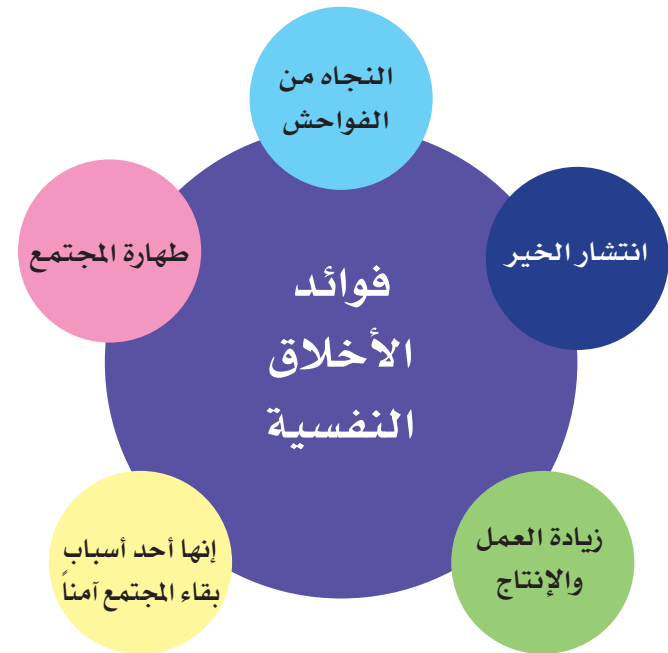 النجاه من
الفواحش
انتشار الخير
طهارة المجتمع
فوائد
الأخلاق
النفسية
زيادة العمل
والإنتاج
إنها أحد أسباب
بقاء المجتمع آمناً